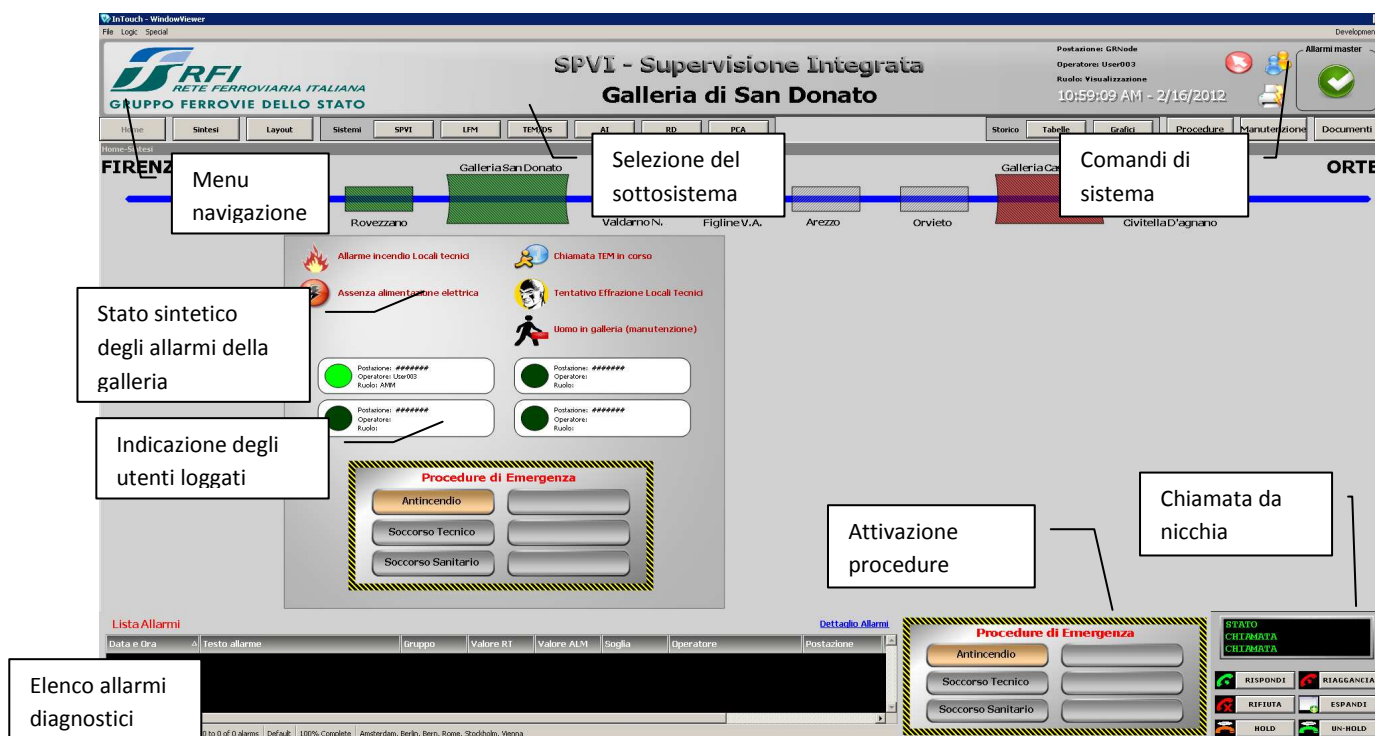 InTouch - WindowViewer
File Logic Special
Developmen
RFI
RETE FERROVIARIA ITALIANA
GRUPPO FERROVIE DELLO STATO
SPVI - Supervisione Integrata
Galleria di San Donato
Postazione: GRNode
Operatore: User003
Ruolo: Visualizzazione
10:59:09 AM - 2/16/2012
Allarmi master
Home Sintesi Layout Sistemi SPVI LFM TEM/DS AI RD PCA Storico Tabelle Grafici Procedure Manutenzione Documenti
Home-Sintesi
FIRENZ
Galleria San Donato
Galleria Ca
ORTE
Menu
navigazione
Selezione del
sottosistema
Comandi di
sistema
Rovezzano
Valdarno N.
Figline V.A.
Arezzo
Orvieto
Civitella D'agnano
Allarme incendio Locali tecnici
Chiamata TEM in corso
Assenza alimentazione elettrica
Tentativo Effrazione Locali Tecnici
Uomo in galleria (manutenzione)
Stato sintetico
degli allarmi della
galleria
Postazione: #######
Operatore: User003
Ruolo: AMM
Postazione: #######
Operatore:
Ruolo:
Postazione: #######
Operatore:
Ruolo:
Postazione: #######
Operatore:
Ruolo:
Indicazione degli
utenti loggati
Procedure di Emergenza
Antincendio
Soccorso Tecnico
Soccorso Sanitario
Attivazione
procedure
Chiamata da
nicchia
Lista Allarmi
Dettaglio Allarmi
Data e Ora Testo allarme Gruppo Valore RT Valore ALM Soglia Operatore Postazione
Elenco allarmi
diagnostici
0 to 0 of 0 alarms Default 100% Complete Amsterdam, Berlin, Bern, Rome, Stockholm, Vienna
Procedure di Emergenza
Antincendio
Soccorso Tecnico
Soccorso Sanitario
STATO
CHIAMATA
CHIAMATA
RISPONDI RIAGGANCIA
RIFIUTA ESPANDI
HOLD UN-HOLD